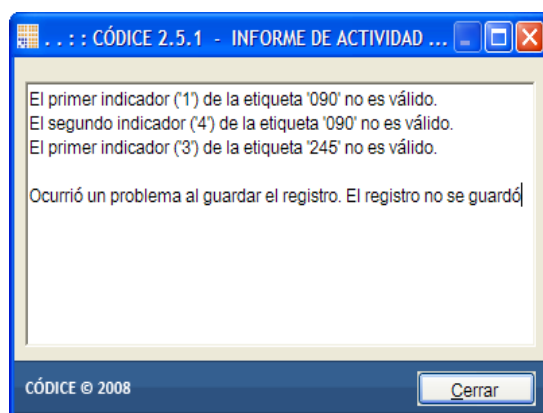 . . : : CÓDICE 2.5.1 - INFORME DE ACTIVIDAD ...
El primer indicador ('1') de la etiqueta '090' no es válido.
El segundo indicador ('4') de la etiqueta '090' no es válido.
El primer indicador ('3') de la etiqueta '245' no es válido.
Ocurrió un problema al guardar el registro. El registro no se guardó
CÓDICE © 2008
Cerrar